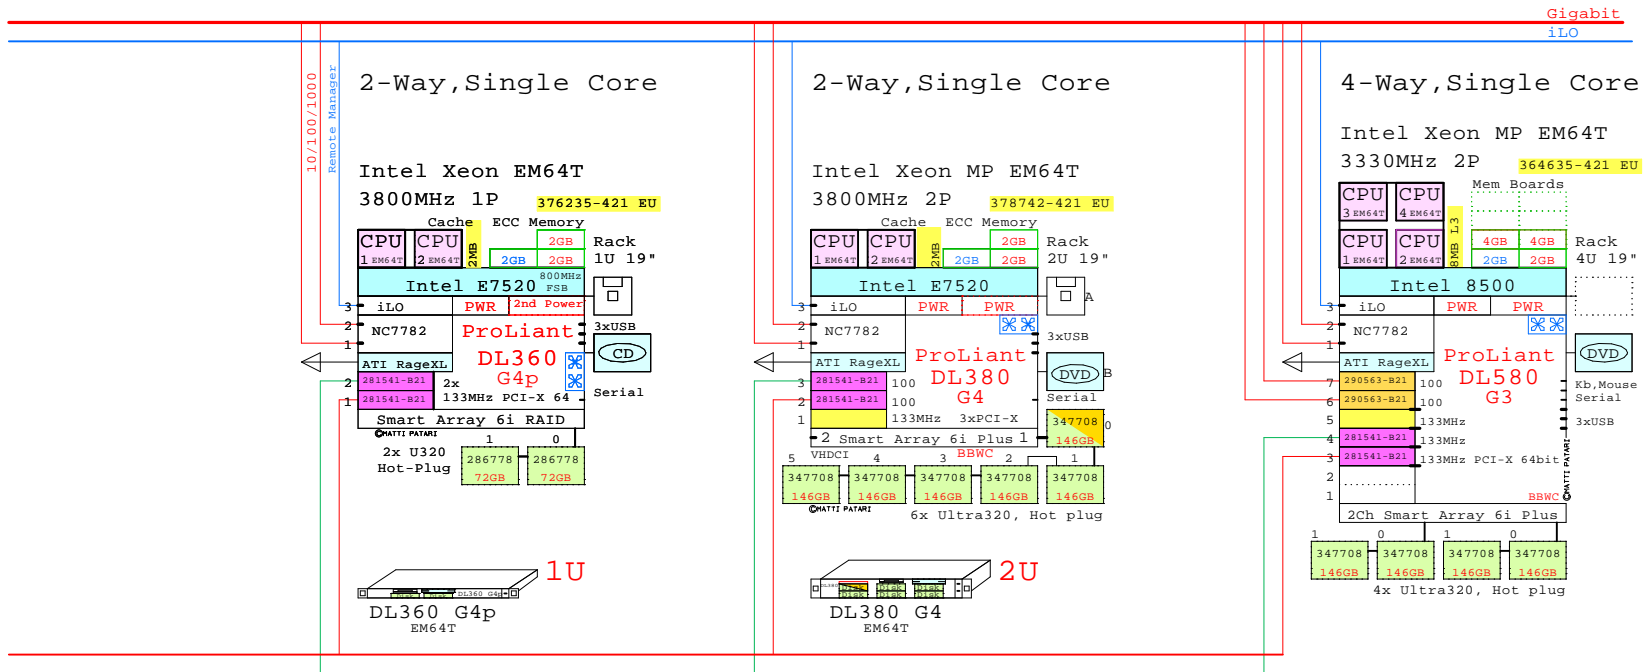 Gigabit
iLO
10/100/1000
Remote Manager
2-Way,Single Core
Intel Xeon EM64T
3800MHz 1P
376235-421 EU
Cache
ECC Memory
CPU
1 EM64T
CPU
2 EM64T
2MB
2GB
2GB
2GB
Rack
1U 19"
Intel E7520
800MHz
FSB
3
iLO
PWR
2nd Power
2
NC7782
1
ProLiant
DL360
G4p
3xUSB
CD
ATI RageXL
2
281541-B21
2x
1
281541-B21
133MHz PCI-X 64
Serial
Smart Array 6i RAID
©MATTI PATARI
2x U320
Hot-Plug
1
0
286778
72GB
286778
72GB
1U
DL360 G4p
DL360 G4p
EM64T
2-Way,Single Core
Intel Xeon MP EM64T
3800MHz 2P
378742-421 EU
Cache
ECC Memory
CPU
1 EM64T
CPU
2 EM64T
2MB
2GB
2GB
2GB
Rack
2U 19"
Intel E7520
3
iLO
PWR
PWR
A
2
NC7782
1
3xUSB
ProLiant
DL380
G4
ATI RageXL
DVD
B
3
281541-B21
100
2
281541-B21
100
Serial
1
133MHz
3xPCI-X
347708
146GB
0
2 Smart Array 6i Plus 1
VHDCI
BBWC
5
4
3
2
1
347708
146GB
347708
146GB
347708
146GB
347708
146GB
347708
146GB
©MATTI PATARI
6x Ultra320, Hot plug
DL380
Disk
Disk
Disk
Disk
Disk
Disk
2U
DL380 G4
EM64T
4-Way,Single Core
Intel Xeon MP EM64T
3330MHz 2P
364635-421 EU
Mem Boards
CPU
3 EM64T
CPU
4 EM64T
CPU
1 EM64T
CPU
2 EM64T
8MB L3
4GB
4GB
2GB
2GB
Rack
4U 19"
Intel 8500
3
iLO
PWR
PWR
2
NC7782
1
ProLiant
DL580
G3
ATI RageXL
DVD
7
290563-B21
100
6
290563-B21
100
Kb,Mouse
Serial
5
133MHz
3xUSB
4
281541-B21
133MHz
3
281541-B21
133MHz PCI-X 64bit
2
1
BBWC
©MATTI PATARI
2Ch Smart Array 6i Plus
1
0
1
0
347708
146GB
347708
146GB
347708
146GB
347708
146GB
4x Ultra320, Hot plug